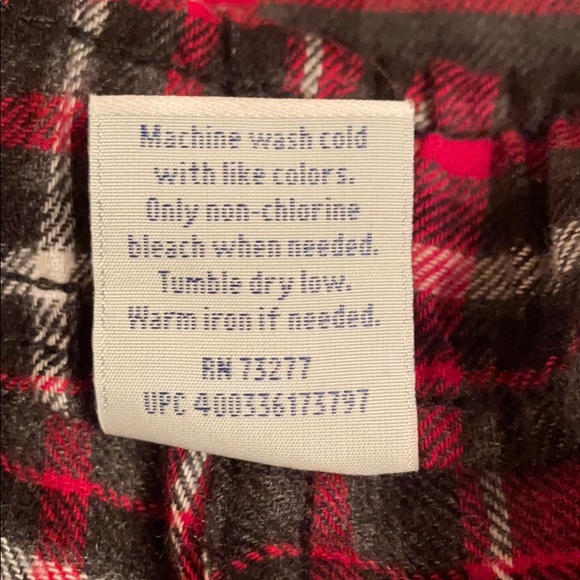 Machine wash cold
with like colors.
Only non-chlorine
bleach when needed.
Tumble dry low.
Warm iron if needed.
RN 73277
UPC 400336173797